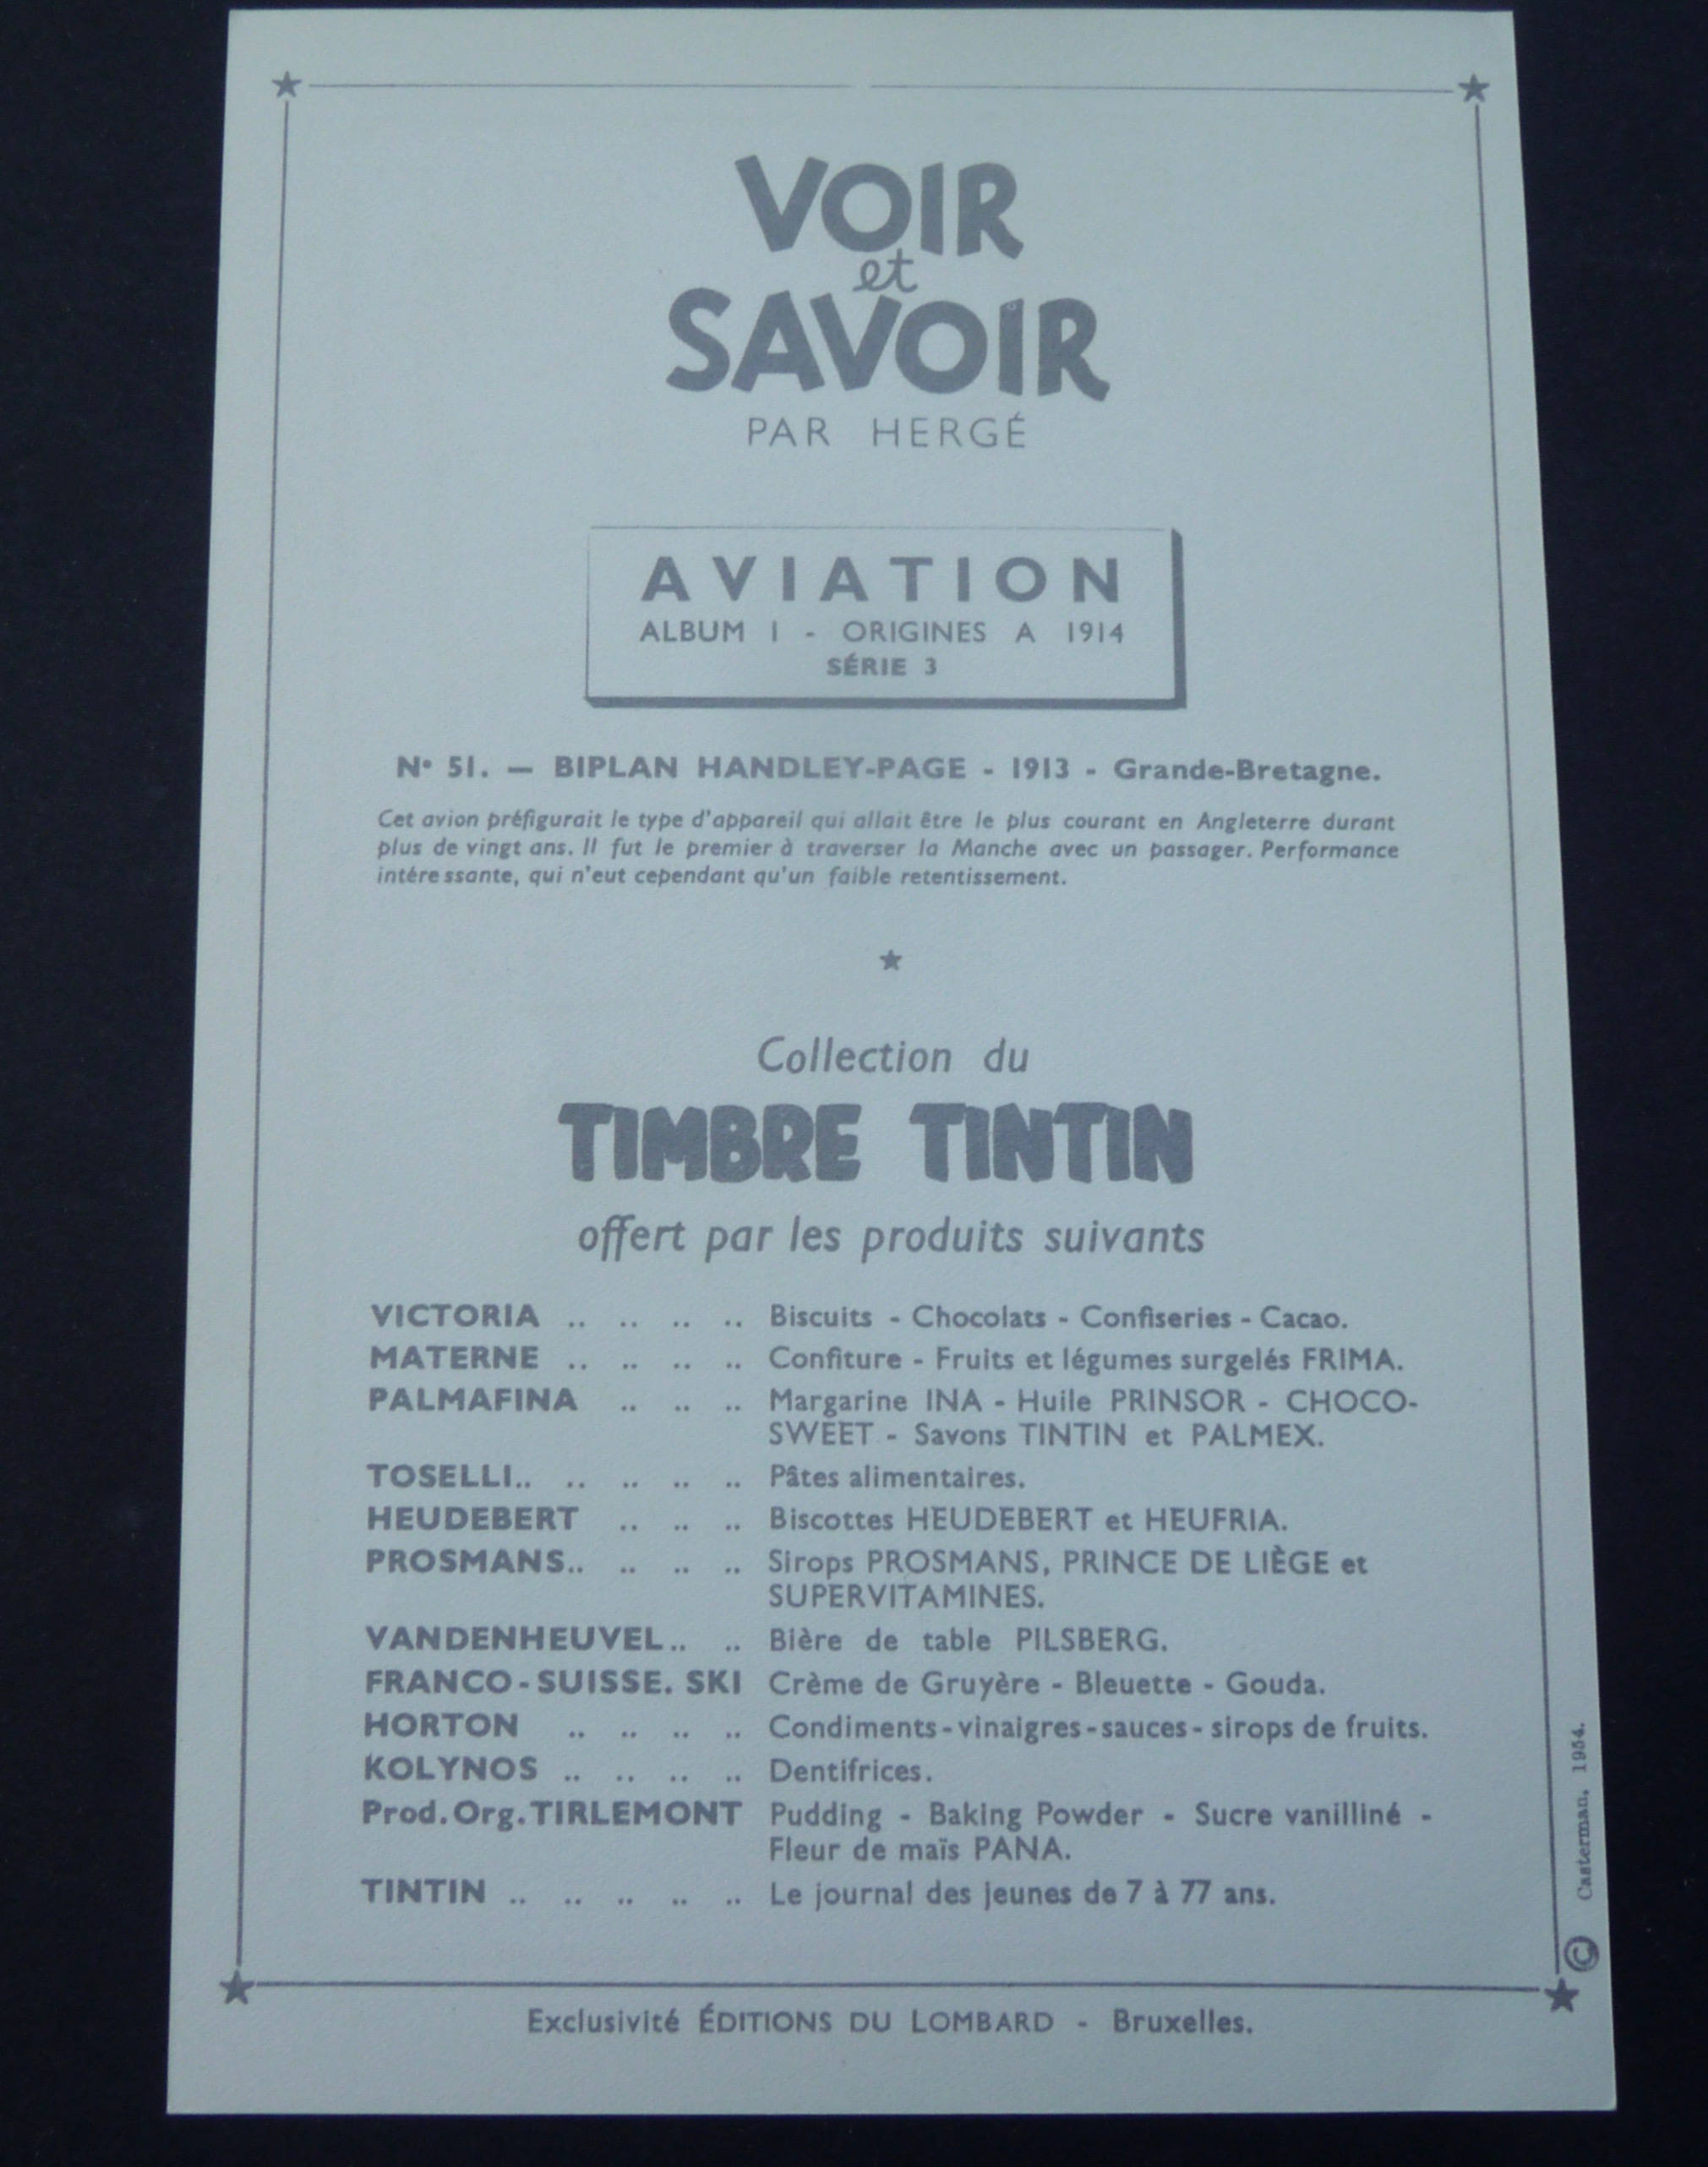 VOIR
et
SAVOIR
PAR HERGÉ
AVIATION
ALBUM I - ORIGINES A 1914
SÉRIE 3
N° 51. — BIPLAN HANDLEY-PAGE - 1913 - Grande-Bretagne.
Cet avion préfigurait le type d'appareil qui allait être le plus courant en Angleterre durant
plus de vingt ans. Il fut le premier à traverser la Manche avec un passager. Performance
intéressante, qui n'eut cependant qu'un faible retentissement.
Collection du
TIMBRE TINTIN
offert par les produits suivants
VICTORIA .. .. .. .. Biscuits - Chocolats - Confiseries - Cacao.
MATERNE .. .. .. .. Confiture - Fruits et légumes surgelés FRIMA.
PALMAFINA .. .. .. Margarine INA - Huile PRINSOR - CHOCO-
SWEET - Savons TINTIN et PALMEX.
TOSELLI.. .. .. .. .. Pâtes alimentaires.
HEUDEBERT .. .. .. Biscottes HEUDEBERT et HEUFRIA.
PROSMANS.. .. .. .. Sirops PROSMANS, PRINCE DE LIÈGE et
SUPERVITAMINES.
VANDENHEUVEL.. .. Bière de table PILSBERG.
FRANCO-SUISSE. SKI Crème de Gruyère - Bleuette - Gouda.
HORTON .. .. .. .. Condiments-vinaigres-sauces-sirops de fruits.
KOLYNOS .. .. .. .. Dentifrices.
Prod. Org. TIRLEMONT Pudding - Baking Powder - Sucre vanilliné -
Fleur de maïs PANA.
TINTIN .. .. .. .. .. Le journal des jeunes de 7 à 77 ans.
© Casterman, 1954.
Exclusivité ÉDITIONS DU LOMBARD - Bruxelles.